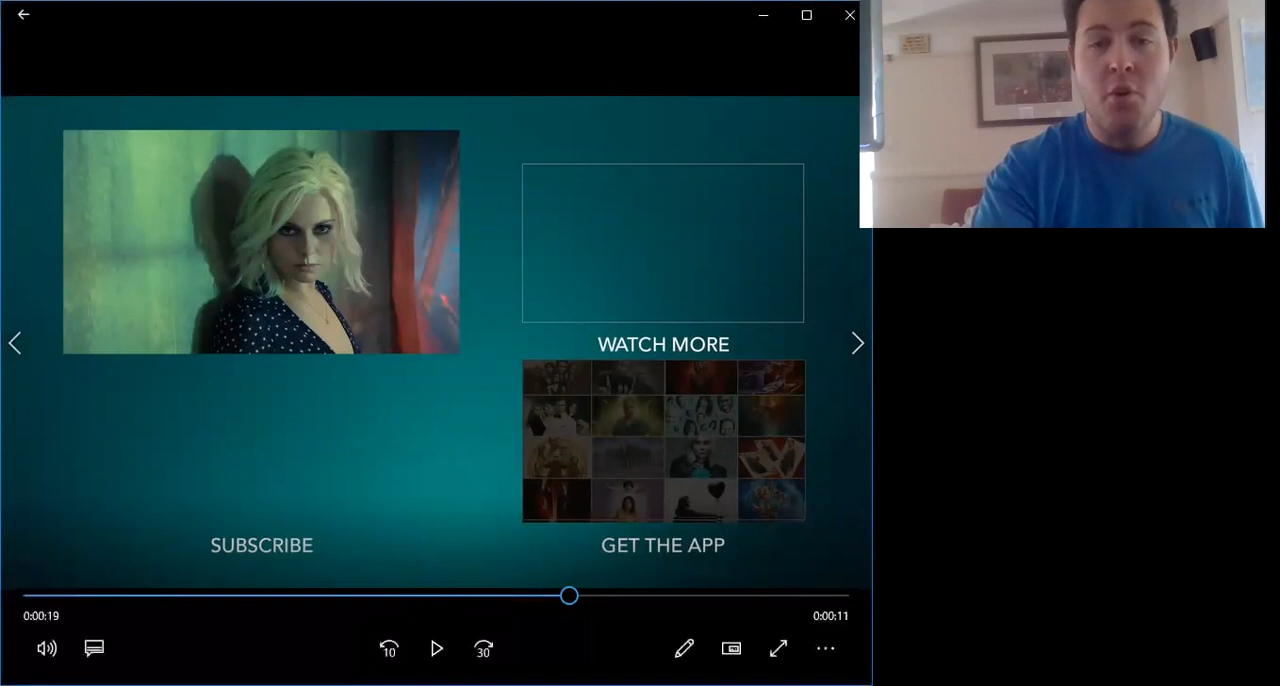 WATCH MORE
SUBSCRIBE
GET THE APP
0:00:19
0:00:11
10
30